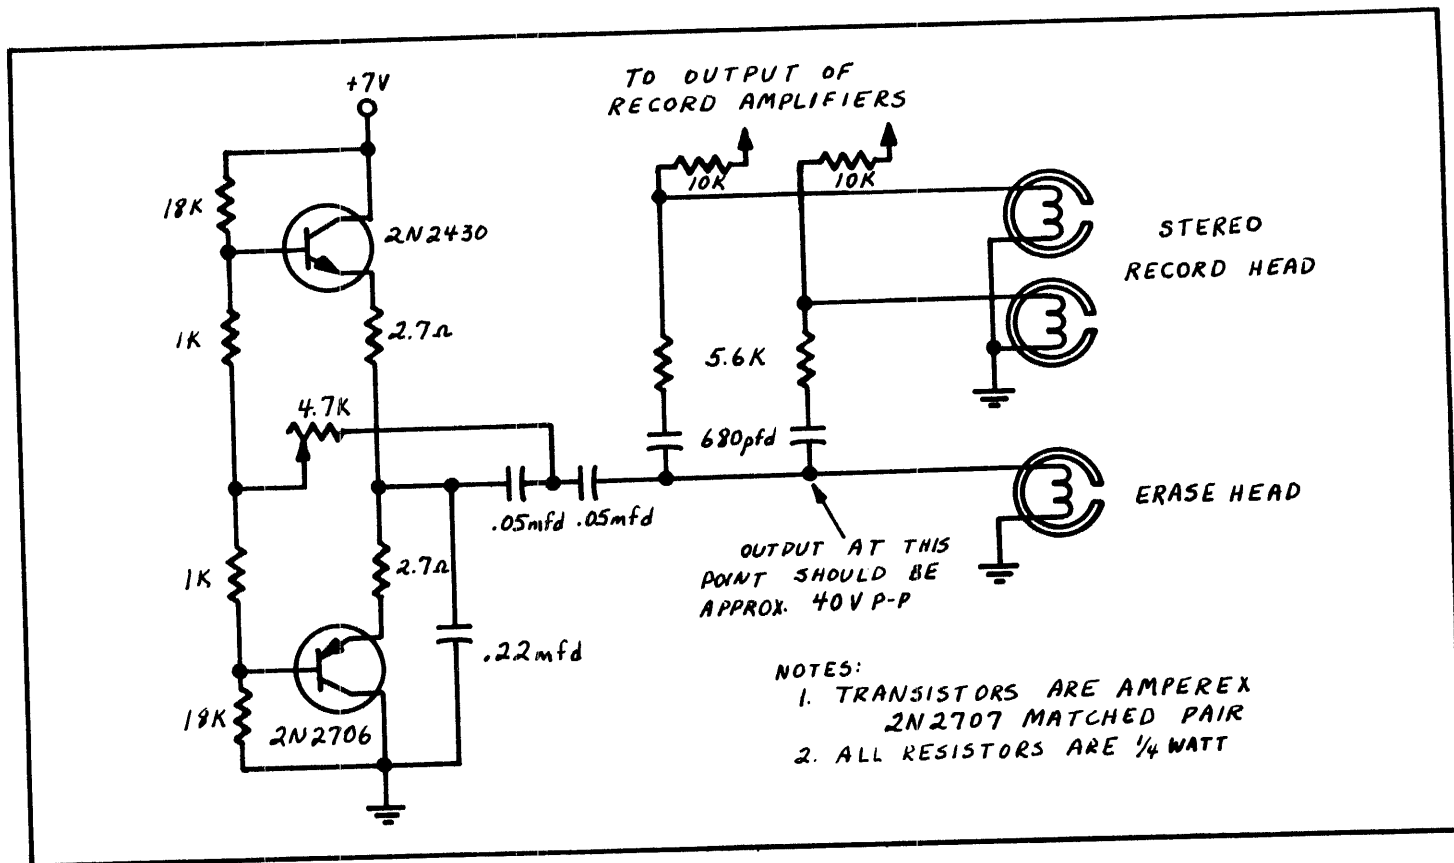 +7V
TO OUTPUT OF
RECORD AMPLIFIERS
10K
10K
18K
2N2430
STEREO
RECORD HEAD
1K
2.7Ω
5.6K
4.7K
680pfd
.05mfd .05mfd
ERASE HEAD
1K
2.7Ω
OUTPUT AT THIS
POINT SHOULD BE
APPROX. 40V P-P
.22mfd
18K
2N2706
NOTES:
1. TRANSISTORS ARE AMPEREX
2N2707 MATCHED PAIR
2. ALL RESISTORS ARE 1/4 WATT